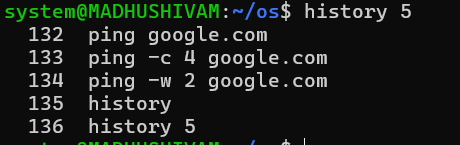 system@MADHUSHIVAM:~/os$ history 5
132 ping google.com
133 ping -c 4 google.com
134 ping -w 2 google.com
135 history
136 history 5